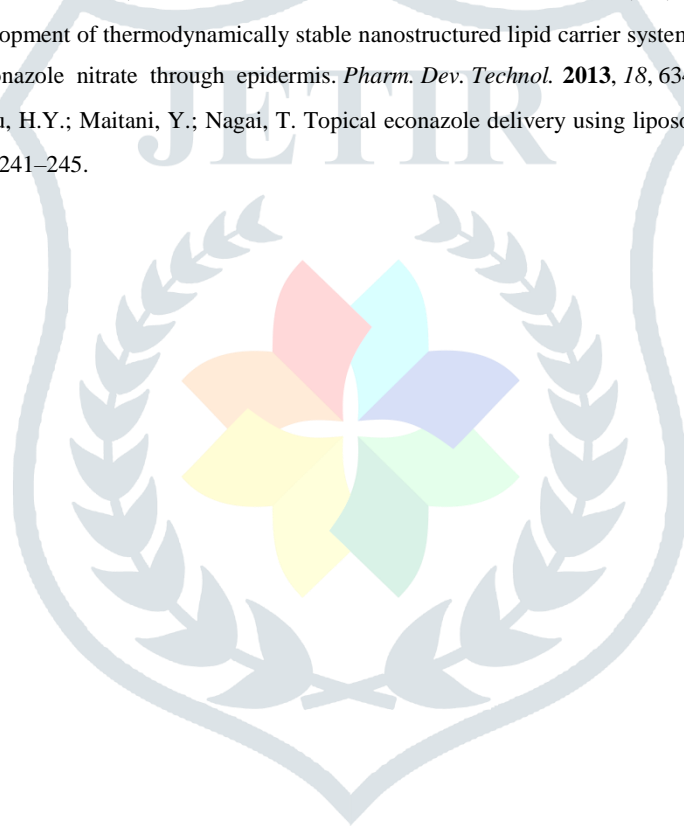 opment of thermodynamically stable nanostructured lipid carrier system
onazole nitrate through epidermis. Pharm. Dev. Technol. 2013, 18, 634
u, H.Y.; Maitani, Y.; Nagai, T. Topical econazole delivery using liposo
241–245.
JETIR